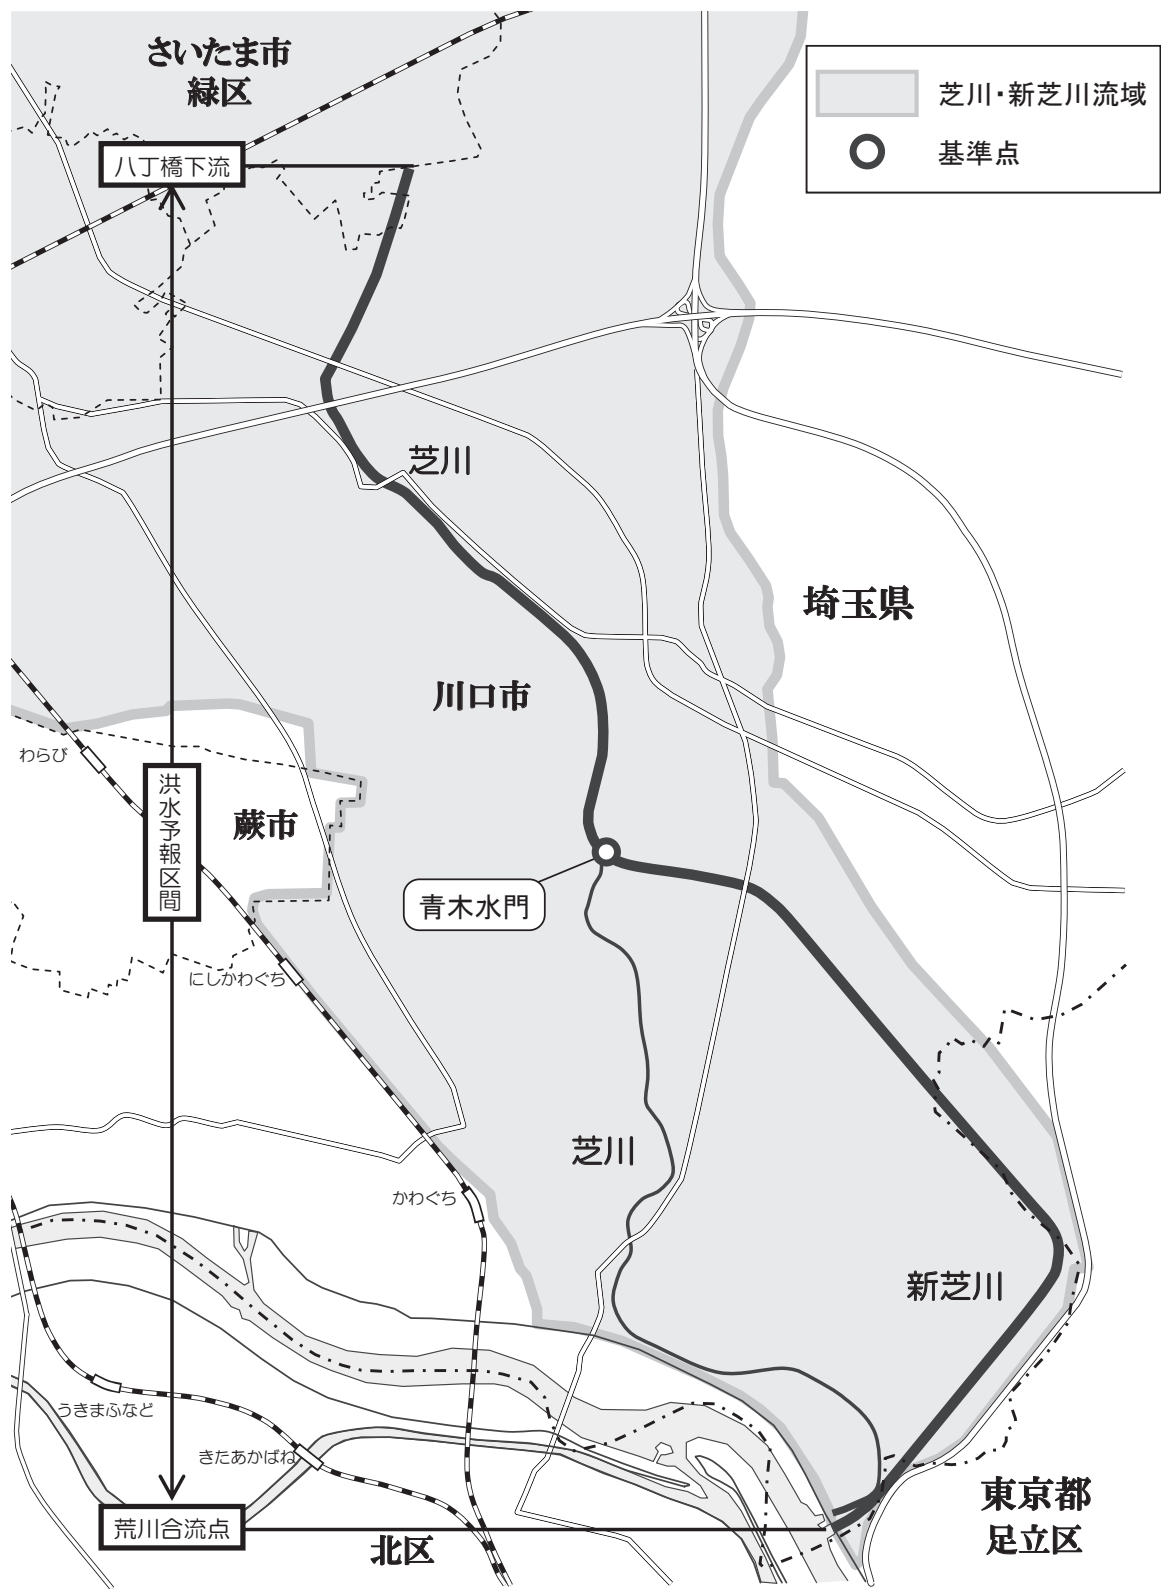 さいたま市
緑区
芝川・新芝川流域
基準点
八丁橋下流
芝川
埼玉県
川口市
わらび
洪水予報区間
蕨市
青木水門
にしかわぐち
芝川
かわぐち
新芝川
うきまふなど
きたあかばね
東京都
足立区
荒川合流点
北区